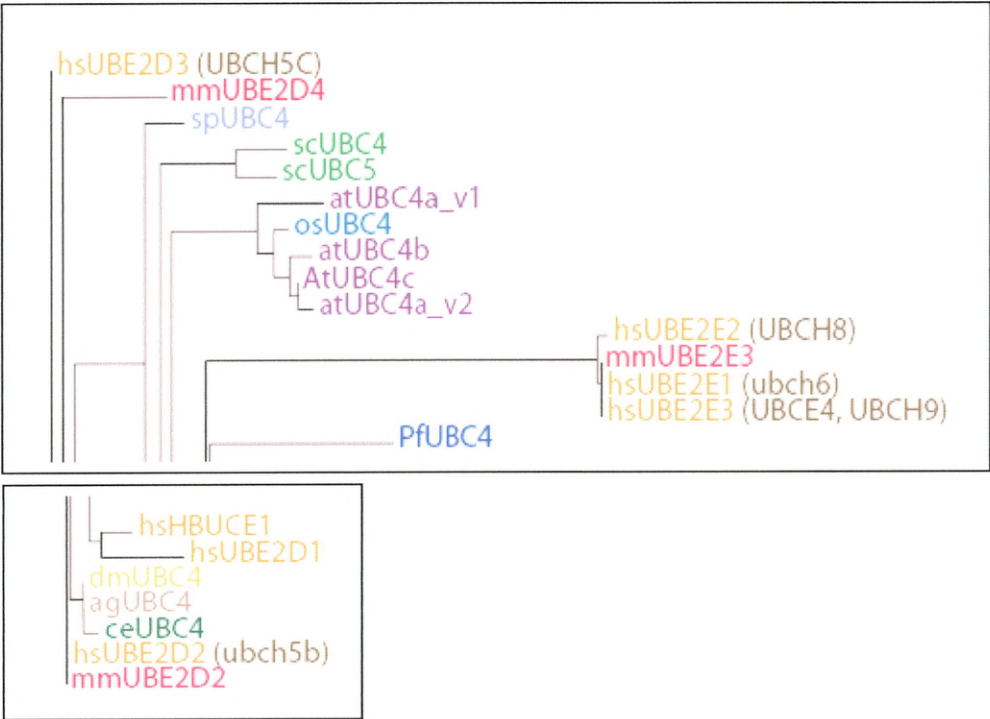 hsUBE2D3 (UBCH5C)
mmUBE2D4
spUBC4
scUBC4
scUBC5
atUBC4a_v1
osUBC4
atUBC4b
AtUBC4c
atUBC4a_v2
hsUBE2E2 (UBCH8)
mmUBE2E3
hsUBE2E1 (ubch6)
hsUBE2E3 (UBCE4, UBCH9)
PfUBC4
hsHBUCE1
hsUBE2D1
dmUBC4
agUBC4
ceUBC4
hsUBE2D2 (ubch5b)
mmUBE2D2